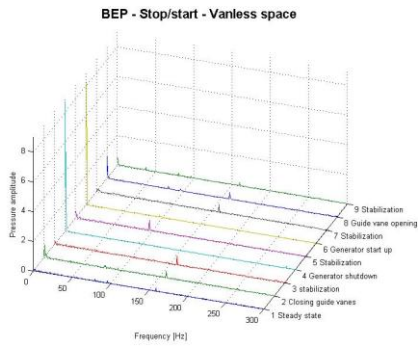 BEP - Stop/start - Vanless space
Pressure amplitude
8
6
4
2
0
0
50
100
150
200
250
300
Frequency [Hz]
9 Stabilization
8 Guide vane opening
7 Stabilization
6 Generator start up
5 Stabilization
4 Generator shutdown
3 stabilization
2 Closing guide vanes
1 Steady state